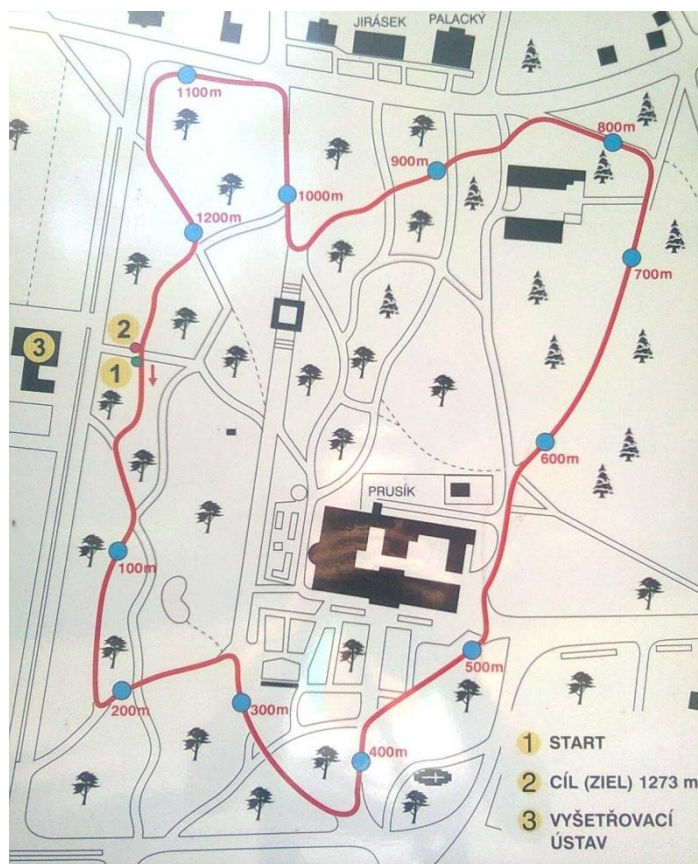 JIRÁSEK
PALACKÝ
1100m
800m
900m
1000m
1200m
700m
2
3
1
600m
PRUSÍK
100m
500m
200m
300m
400m
1 START
2 CÍL (ZIEL) 1273 m
3 VYŠETŘOVACÍ
ÚSTAV